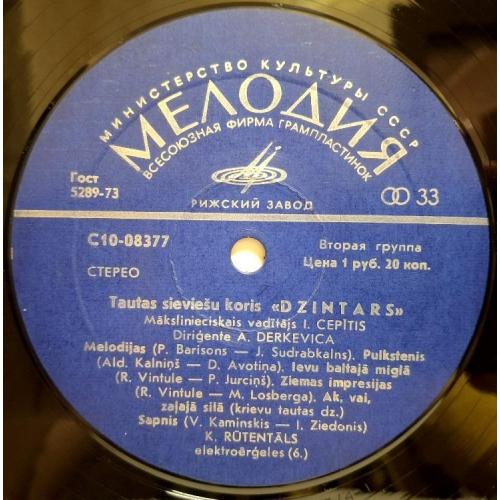 МИНИСТЕРСТВО КУЛЬТУРЫ СССР
МЕЛОДИЯ
ВСЕСОЮЗНАЯ ФИРМА ГРАМПЛАСТИНОК
Гост
5289-73
33
РИЖСКИЙ ЗАВОД
С10-08377
Вторая группа
СТЕРЕО
Цена 1 руб. 20 коп.
Tautas sieviešu koris «DZINTARS»
Mākslinieciskais vadītājs I. CEPĪTIS
Diriģente A. DERKEVICA
Melodijas (P. Barisons — J. Sudrabkalns). Pulkstenis
(Ald. Kalniņš — D. Avotiņa). Ievu baltajā miglā
(R. Vintule — P. Jurciņš). Ziemas impresijas
(R. Vintule — M. Losberga). Ak, vai,
zaļajā silā (krievu tautas dz.)
Sapnis (V. Kaminskis — I. Ziedonis)
K. RŪTENTĀLS
elektroērģeles (6.)